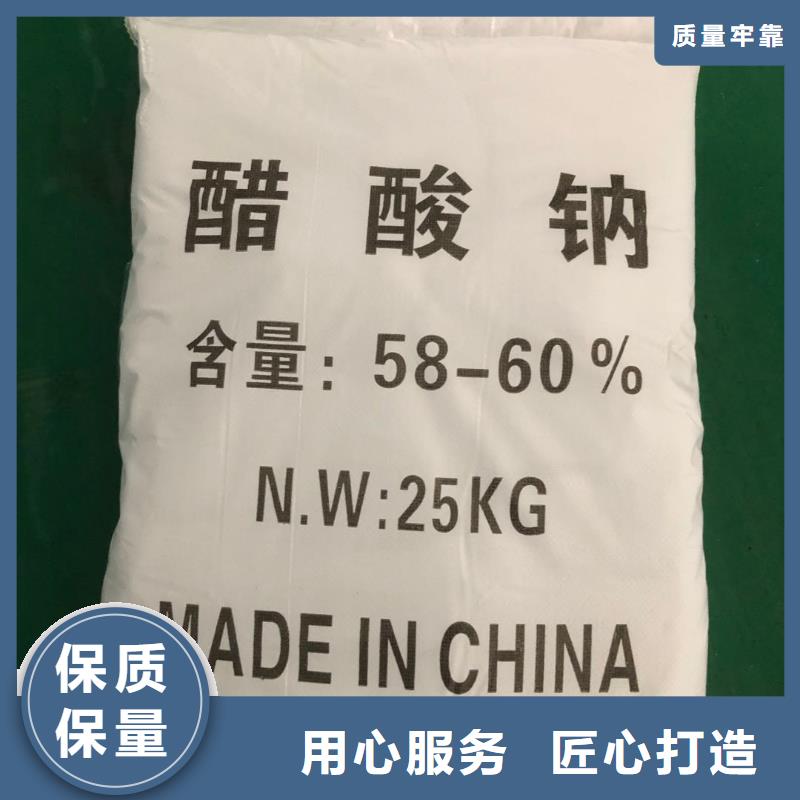 质量牢靠
醋酸钠
含量: 58-60%
N.W:25KG
MADE IN CHINA
保质
保量
用心服务 匠心打造